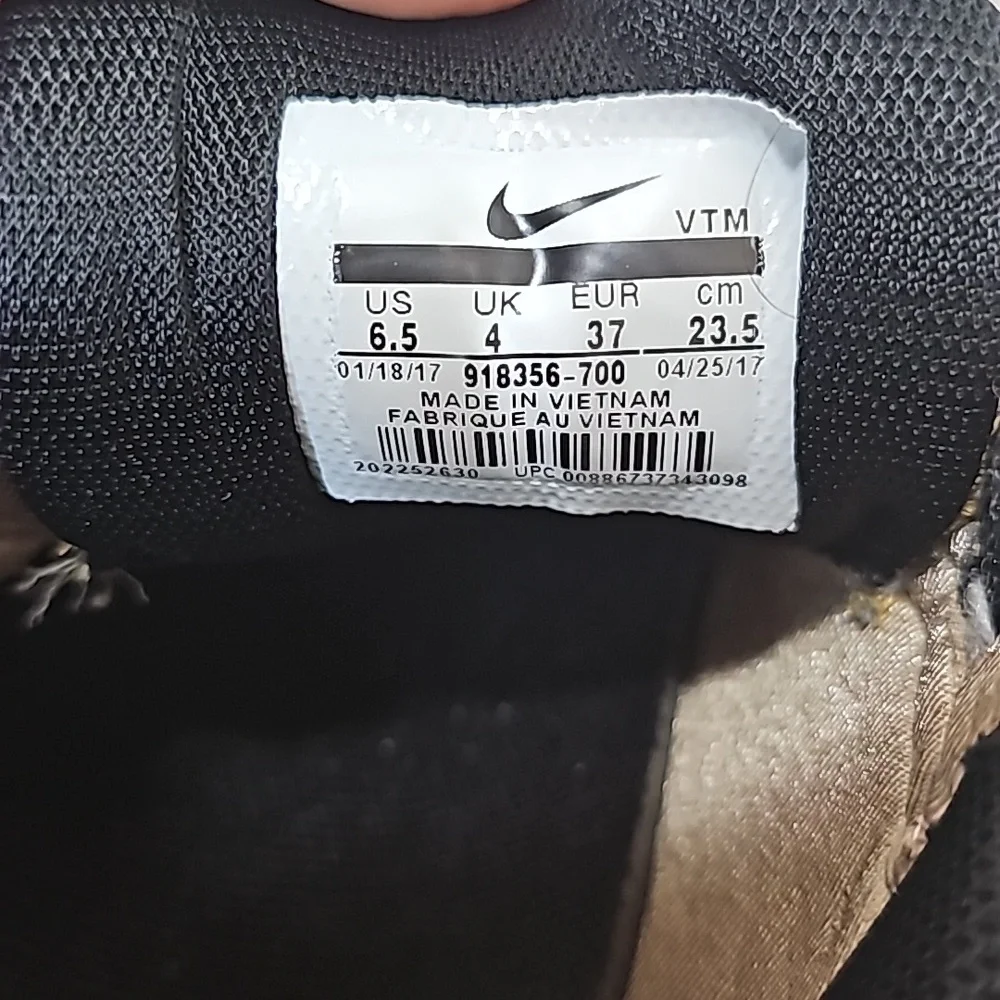 VTM
US UK EUR cm
6.5 4 37 23.5
01/18/17 918356-700 04/25/17
MADE IN VIETNAM
FABRIQUE AU VIETNAM
202252630 UPC 00886737343098